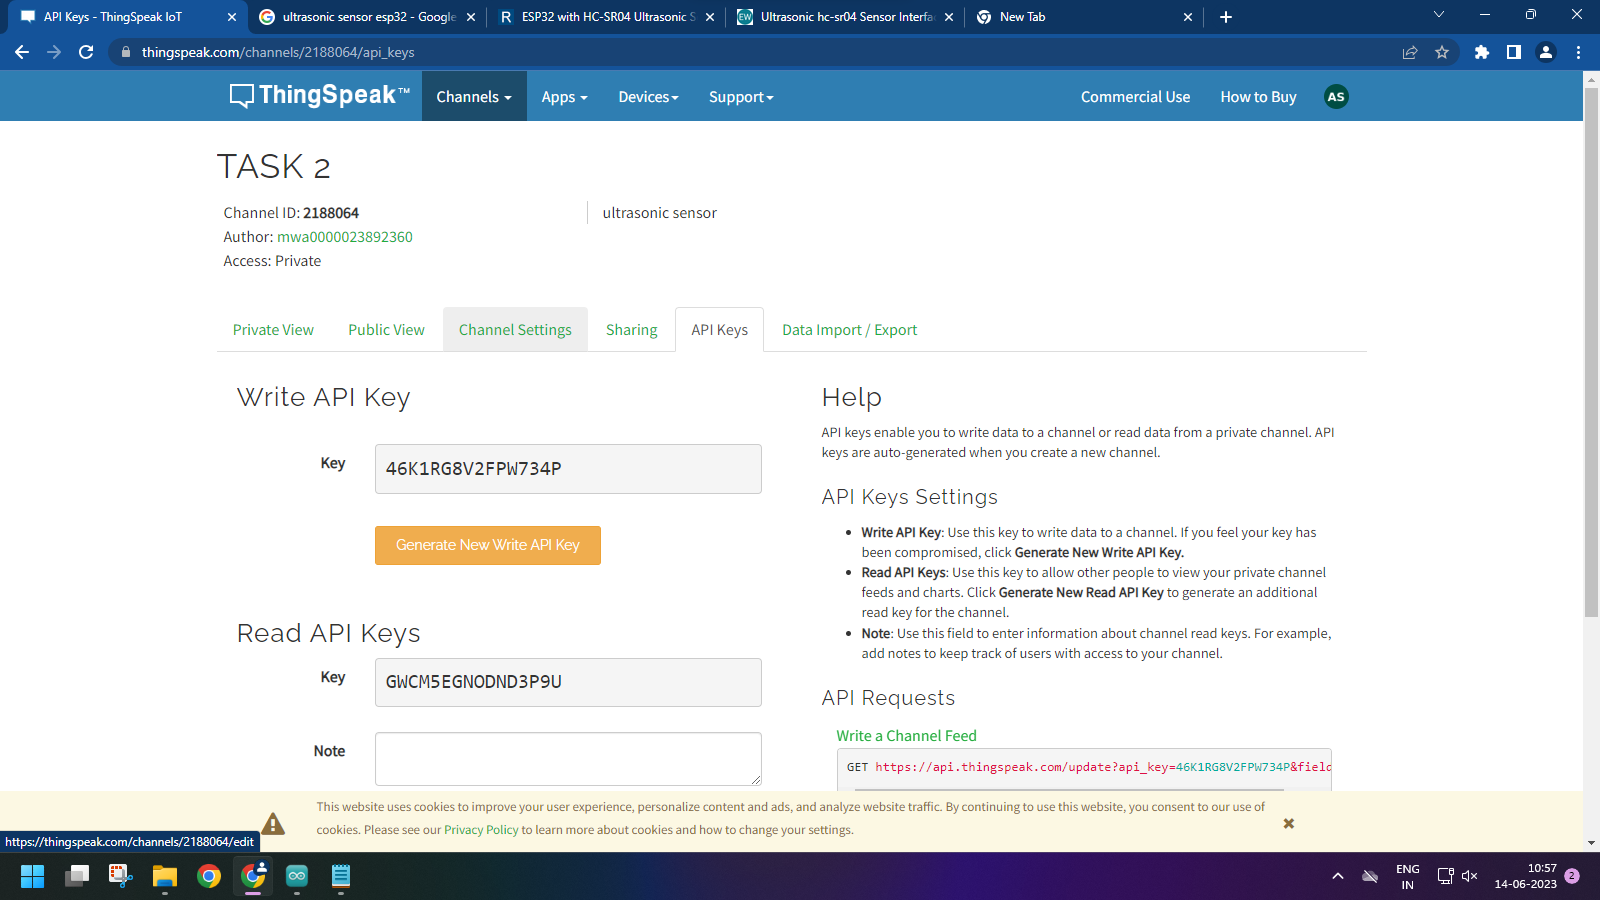 API Keys - ThingSpeak IoT
ultrasonic sensor esp32 - Google
ESP32 with HC-SR04 Ultrasonic S
Ultrasonic hc-sr04 Sensor Interfa
New Tab
thingspeak.com/channels/2188064/api_keys
ThingSpeak™
Channels
Apps
Devices
Support
Commercial Use
How to Buy
AS
TASK 2
Channel ID: 2188064
Author: mwa0000023892360
Access: Private
ultrasonic sensor
Private View
Public View
Channel Settings
Sharing
API Keys
Data Import / Export
Write API Key
Key
46K1RG8V2FPW734P
Generate New Write API Key
Read API Keys
Key
GWCM5EGNODND3P9U
Note
Help
API keys enable you to write data to a channel or read data from a private channel. API
keys are auto-generated when you create a new channel.
API Keys Settings
Write API Key: Use this key to write data to a channel. If you feel your key has
been compromised, click Generate New Write API Key.
Read API Keys: Use this key to allow other people to view your private channel
feeds and charts. Click Generate New Read API Key to generate an additional
read key for the channel.
Note: Use this field to enter information about channel read keys. For example,
add notes to keep track of users with access to your channel.
API Requests
Write a Channel Feed
GET https://api.thingspeak.com/update?api_key=46K1RG8V2FPW734P&field
This website uses cookies to improve your user experience, personalize content and ads, and analyze website traffic. By continuing to use this website, you consent to our use of
cookies. Please see our Privacy Policy to learn more about cookies and how to change your settings.
https://thingspeak.com/channels/2188064/edit
ENG
IN
10:57
14-06-2023
2